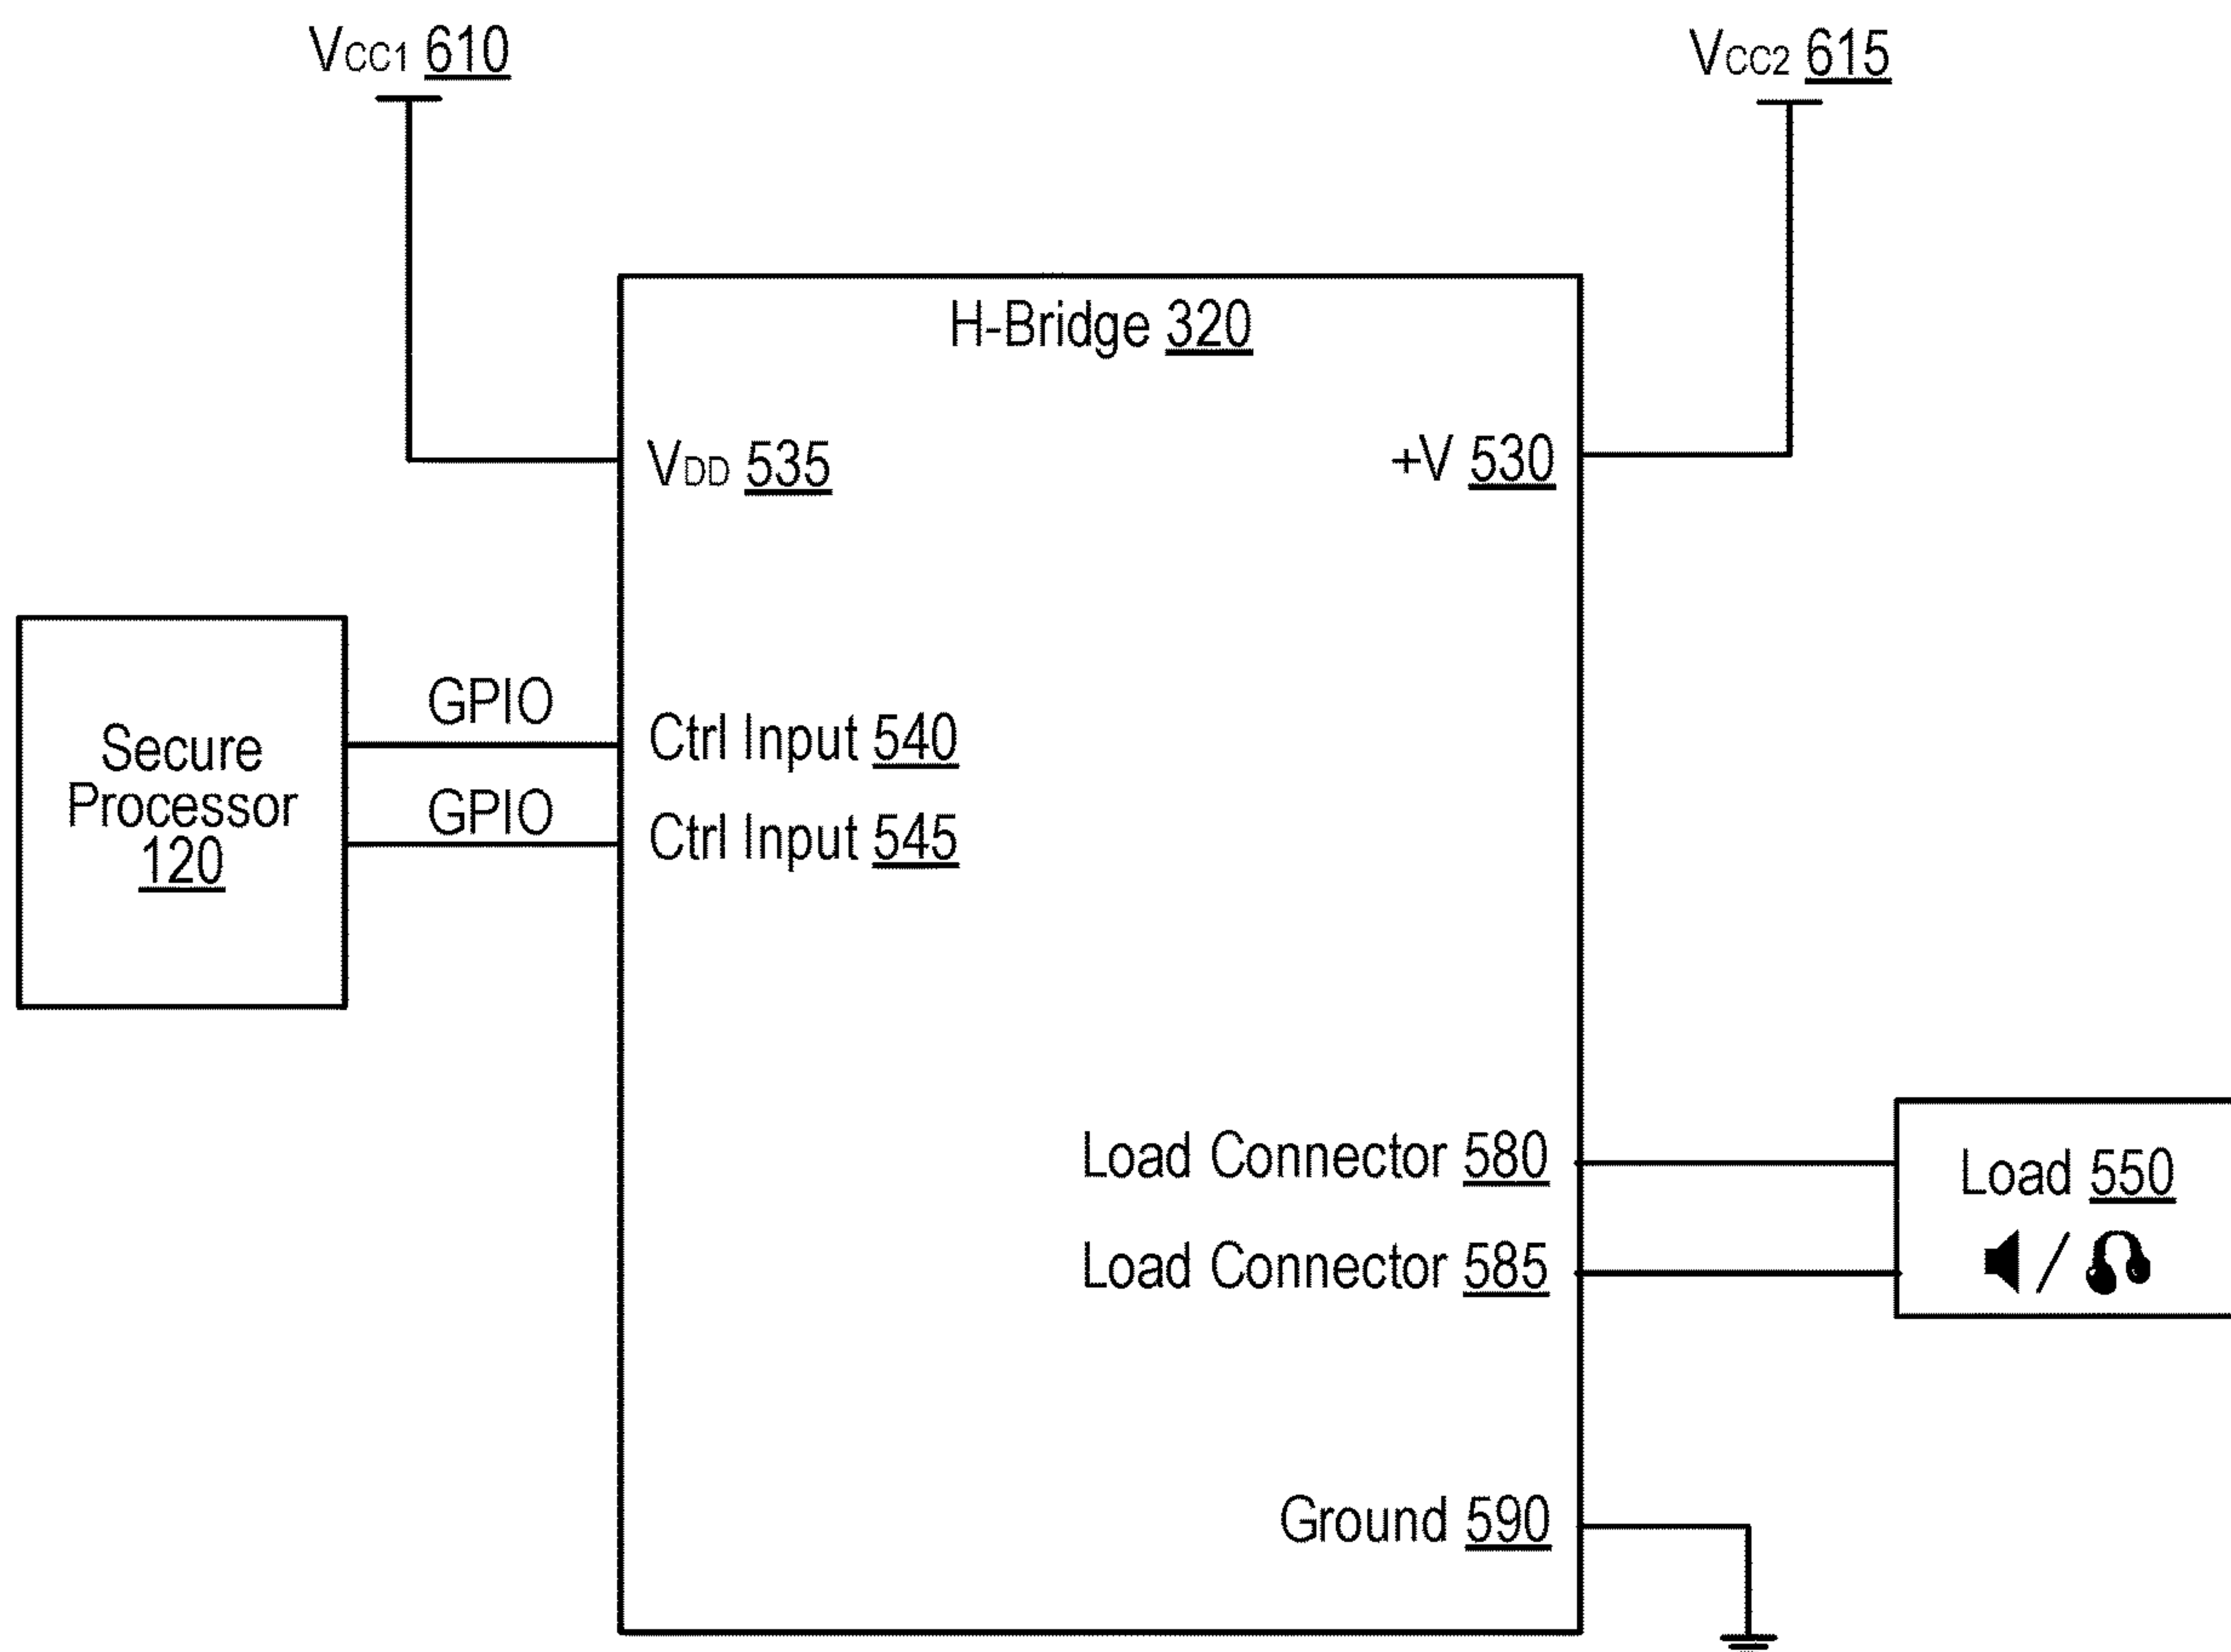 VCC1 610
VCC2 615
H-Bridge 320
VDD 535
+V 530
GPIO
Ctrl Input 540
Secure
Processor
120
GPIO
Ctrl Input 545
Load Connector 580
Load 550
Load Connector 585
Ground 590